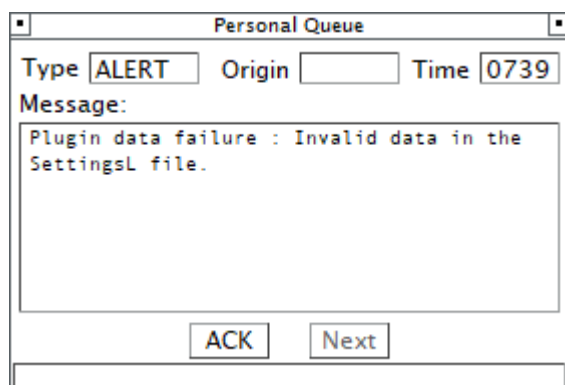 Personal Queue
Type ALERT Origin Time 0739
Message:
Plugin data failure : Invalid data in the
SettingsL file.
ACK Next